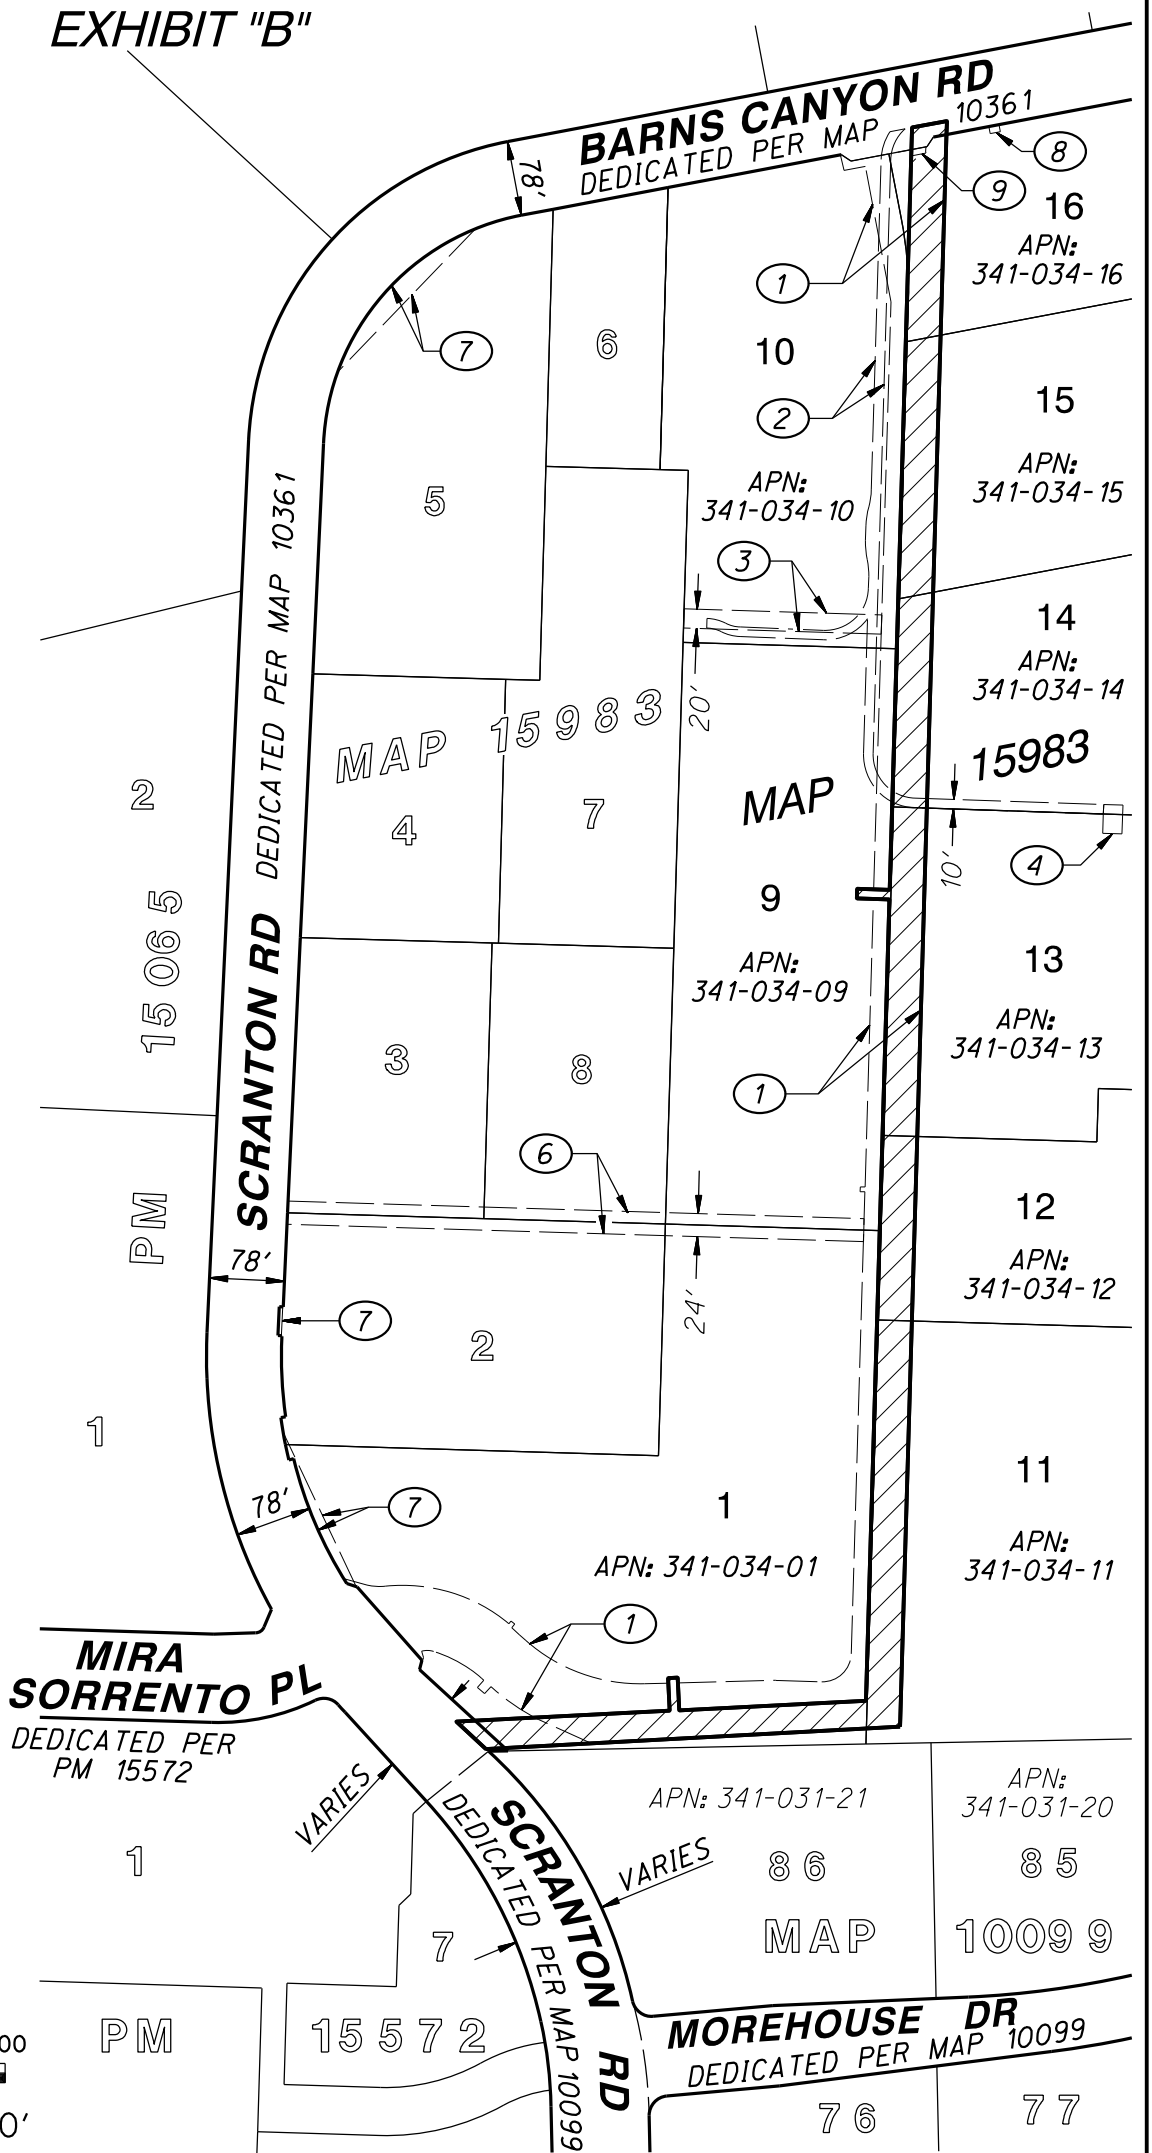 EXHIBIT "B"
BARNS CANYON RD
DEDICATED PER MAP 10361
78'
8
9
16
APN:
341-034-16
1
7
6
10
2
15
APN:
341-034-15
APN:
341-034-10
5
3
14
APN:
341-034-14
20'
MAP 15983
MAP 15983
SCRANTON RD DEDICATED PER MAP 10361
2
4
7
10'
4
9
APN:
341-034-09
13
APN:
341-034-13
PM 15065
3
8
1
6
12
APN:
341-034-12
78'
24'
7
2
1
11
APN:
341-034-11
78'
7
1
APN: 341-034-01
1
MIRA
SORRENTO PL
DEDICATED PER
PM 15572
VARIES
APN: 341-031-21
APN:
341-031-20
SCRANTON RD
DEDICATED PER MAP 10099
VARIES
1
86
85
7
MAP 10099
PM 15572
MOREHOUSE DR
DEDICATED PER MAP 10099
76
77
00
0'